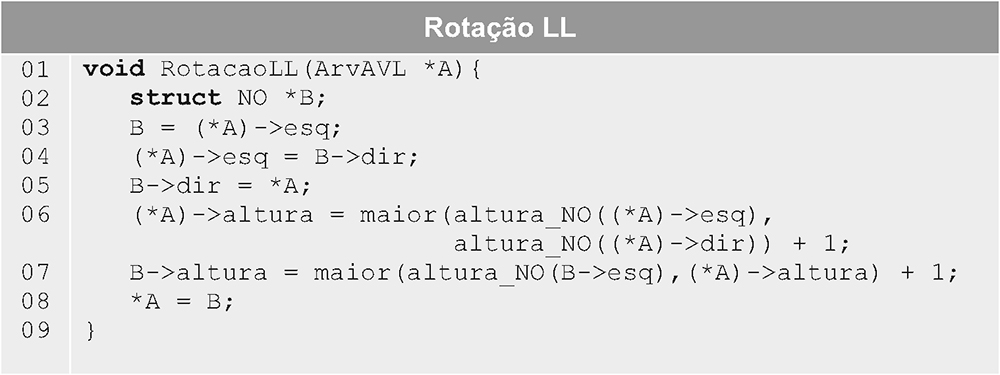 Rotação LL
01 void RotacaoLL(ArvAVL *A){
02    struct NO *B;
03    B = (*A)->esq;
04    (*A)->esq = B->dir;
05    B->dir = *A;
06    (*A)->altura = maior(altura_NO((*A)->esq),
                        altura_NO((*A)->dir)) + 1;
07    B->altura = maior(altura_NO(B->esq),(*A)->altura) + 1;
08    *A = B;
09 }